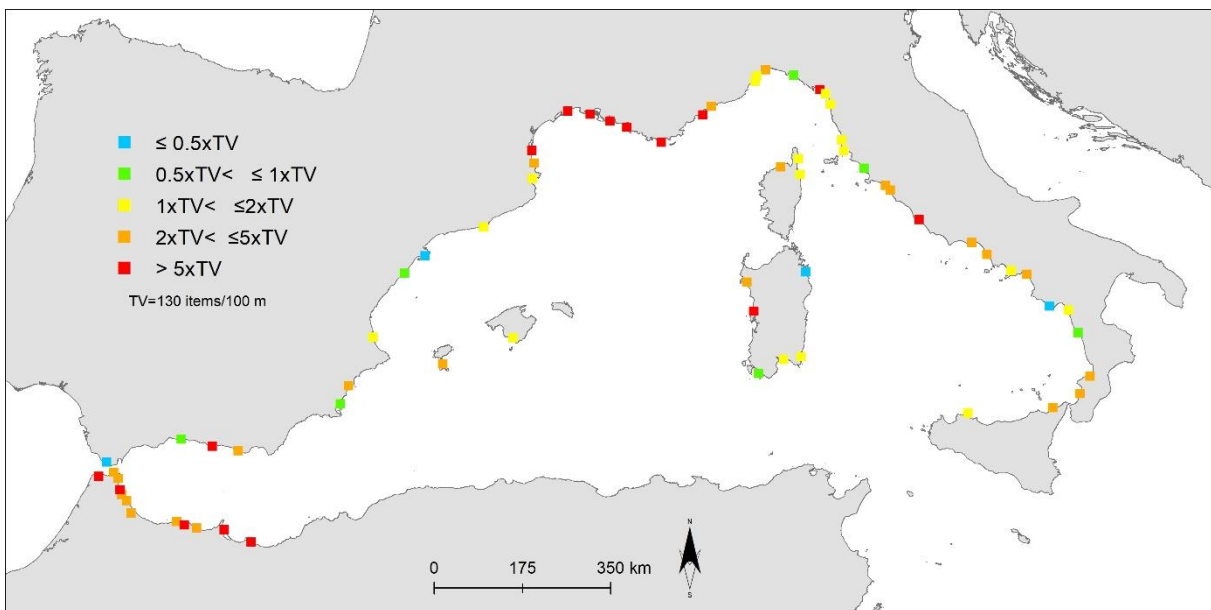 ≤ 0.5xTV
0.5xTV< ≤ 1xTV
1xTV< ≤2xTV
2xTV< ≤5xTV
> 5xTV
TV=130 items/100 m
N
S
0 175 350 km